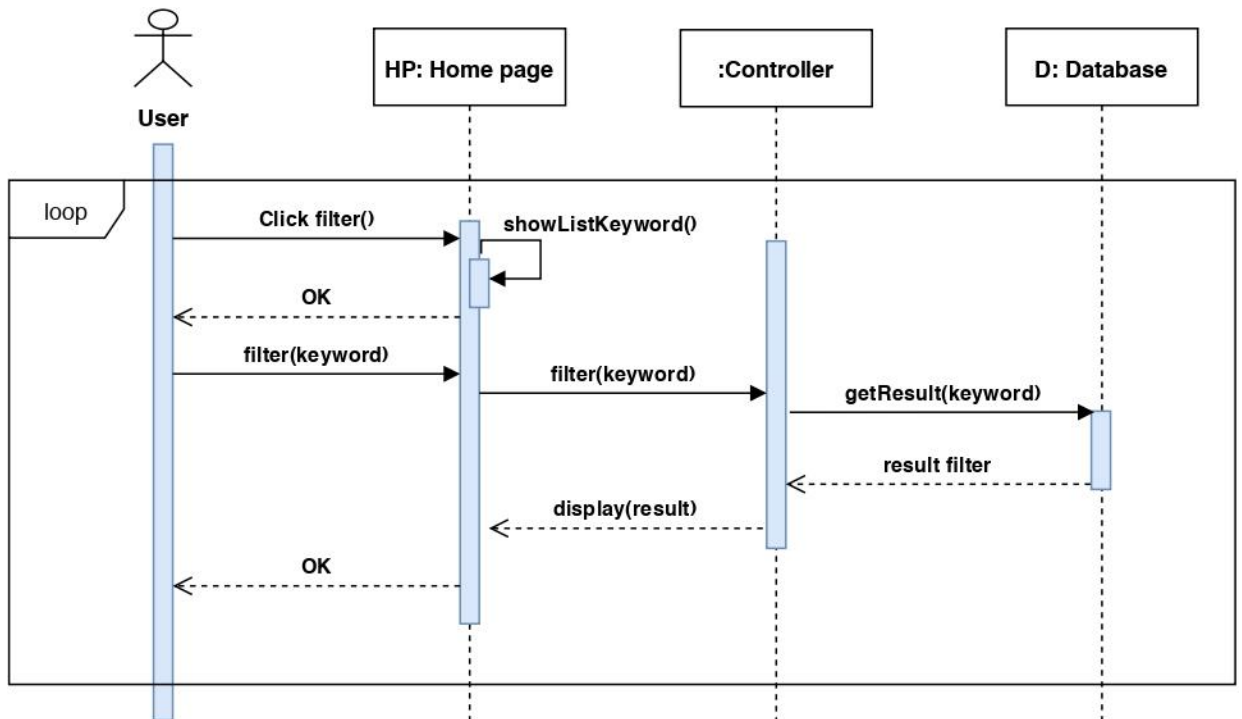 HP: Home page
:Controller
D: Database
User
loop
Click filter()
showListKeyword()
OK
filter(keyword)
filter(keyword)
getResult(keyword)
result filter
display(result)
OK